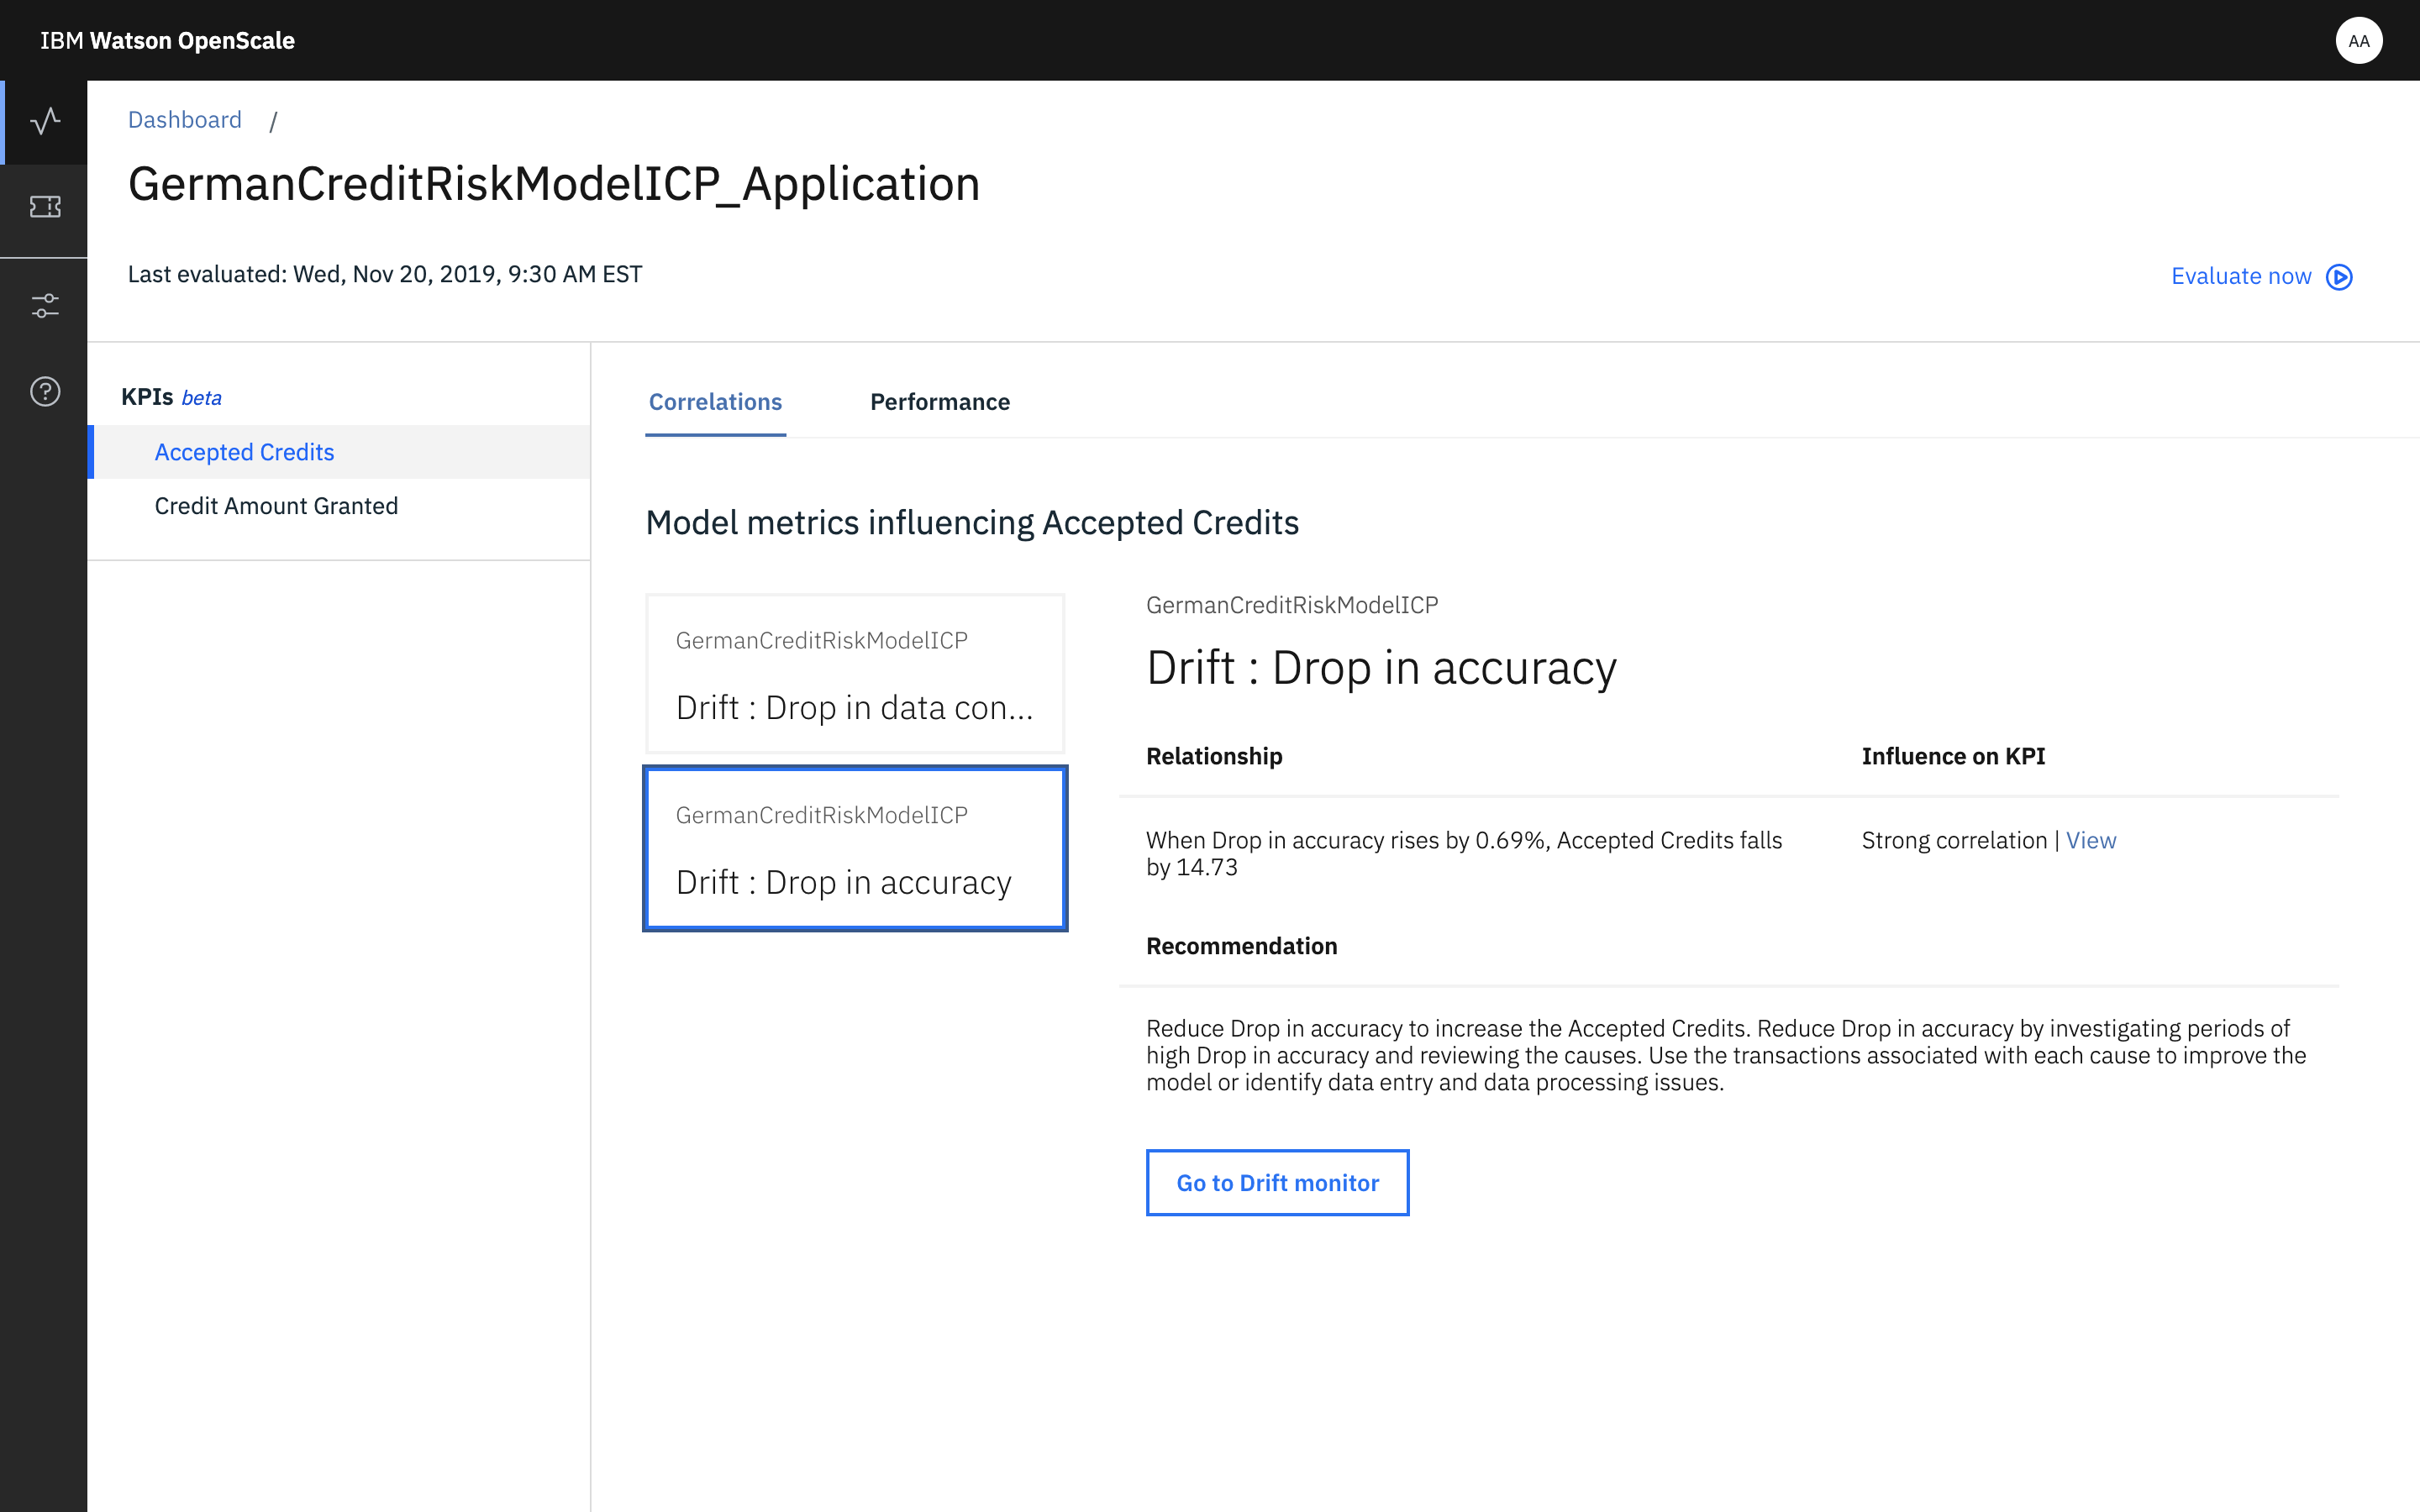 IBM Watson OpenScale
AA
Dashboard /
GermanCreditRiskModelICP_Application
Last evaluated: Wed, Nov 20, 2019, 9:30 AM EST
Evaluate now
KPIs beta
Accepted Credits
Credit Amount Granted
Correlations
Performance
Model metrics influencing Accepted Credits
GermanCreditRiskModelICP
Drift : Drop in data con...
GermanCreditRiskModelICP
Drift : Drop in accuracy
GermanCreditRiskModelICP
Drift : Drop in accuracy
Relationship
Influence on KPI
When Drop in accuracy rises by 0.69%, Accepted Credits falls
by 14.73
Strong correlation | View
Recommendation
Reduce Drop in accuracy to increase the Accepted Credits. Reduce Drop in accuracy by investigating periods of
high Drop in accuracy and reviewing the causes. Use the transactions associated with each cause to improve the
model or identify data entry and data processing issues.
Go to Drift monitor